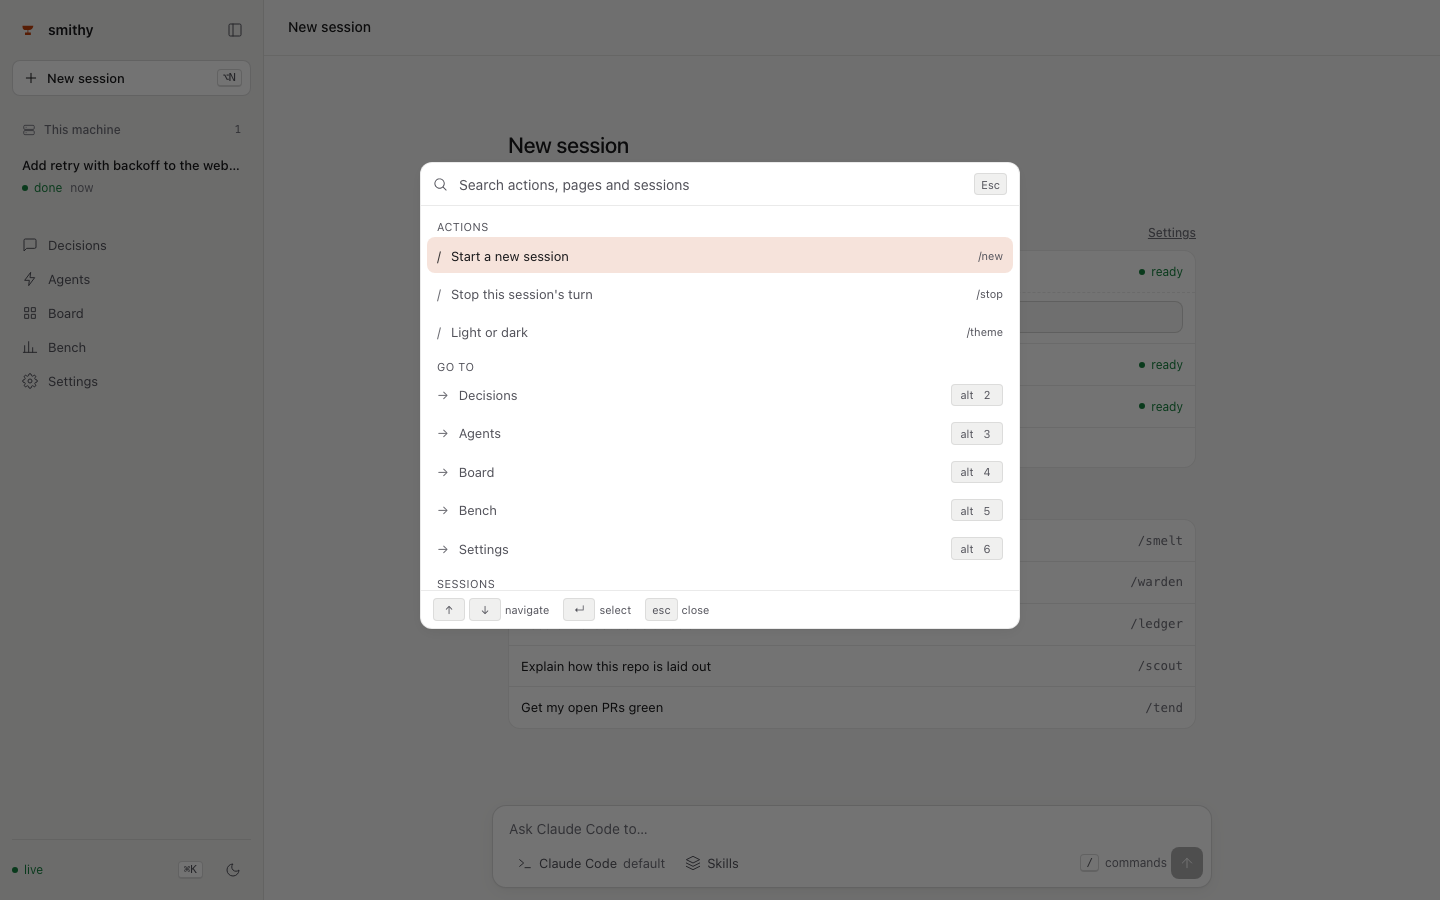 smithy
New session
⌥N
This machine 1
Add retry with backoff to the web...
done now
Decisions
Agents
Board
Bench
Settings
live
⌘K
New session
New session
Settings
ready
ready
ready
Search actions, pages and sessions Esc
ACTIONS
/ Start a new session /new
/ Stop this session's turn /stop
/ Light or dark /theme
GO TO
→ Decisions alt 2
→ Agents alt 3
→ Board alt 4
→ Bench alt 5
→ Settings alt 6
SESSIONS
↑ ↓ navigate ↵ select esc close
/smelt
/warden
/ledger
Explain how this repo is laid out /scout
Get my open PRs green /tend
Ask Claude Code to...
>_ Claude Code default Skills / commands